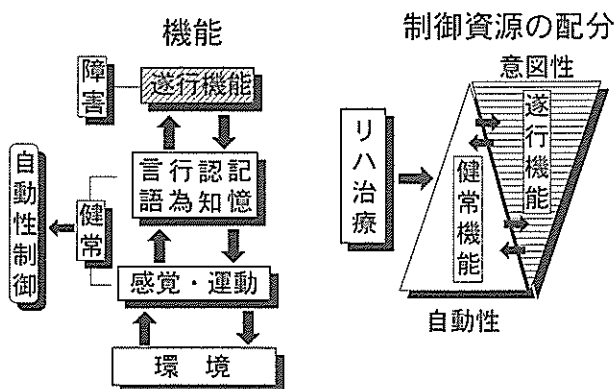 機能
障害
遂行機能
言語 行為 認知 記憶
健常
自動性制御
感覚・運動
環 境
制御資源の配分
意図性
リハ治療
遂行機能
健常機能
自動性